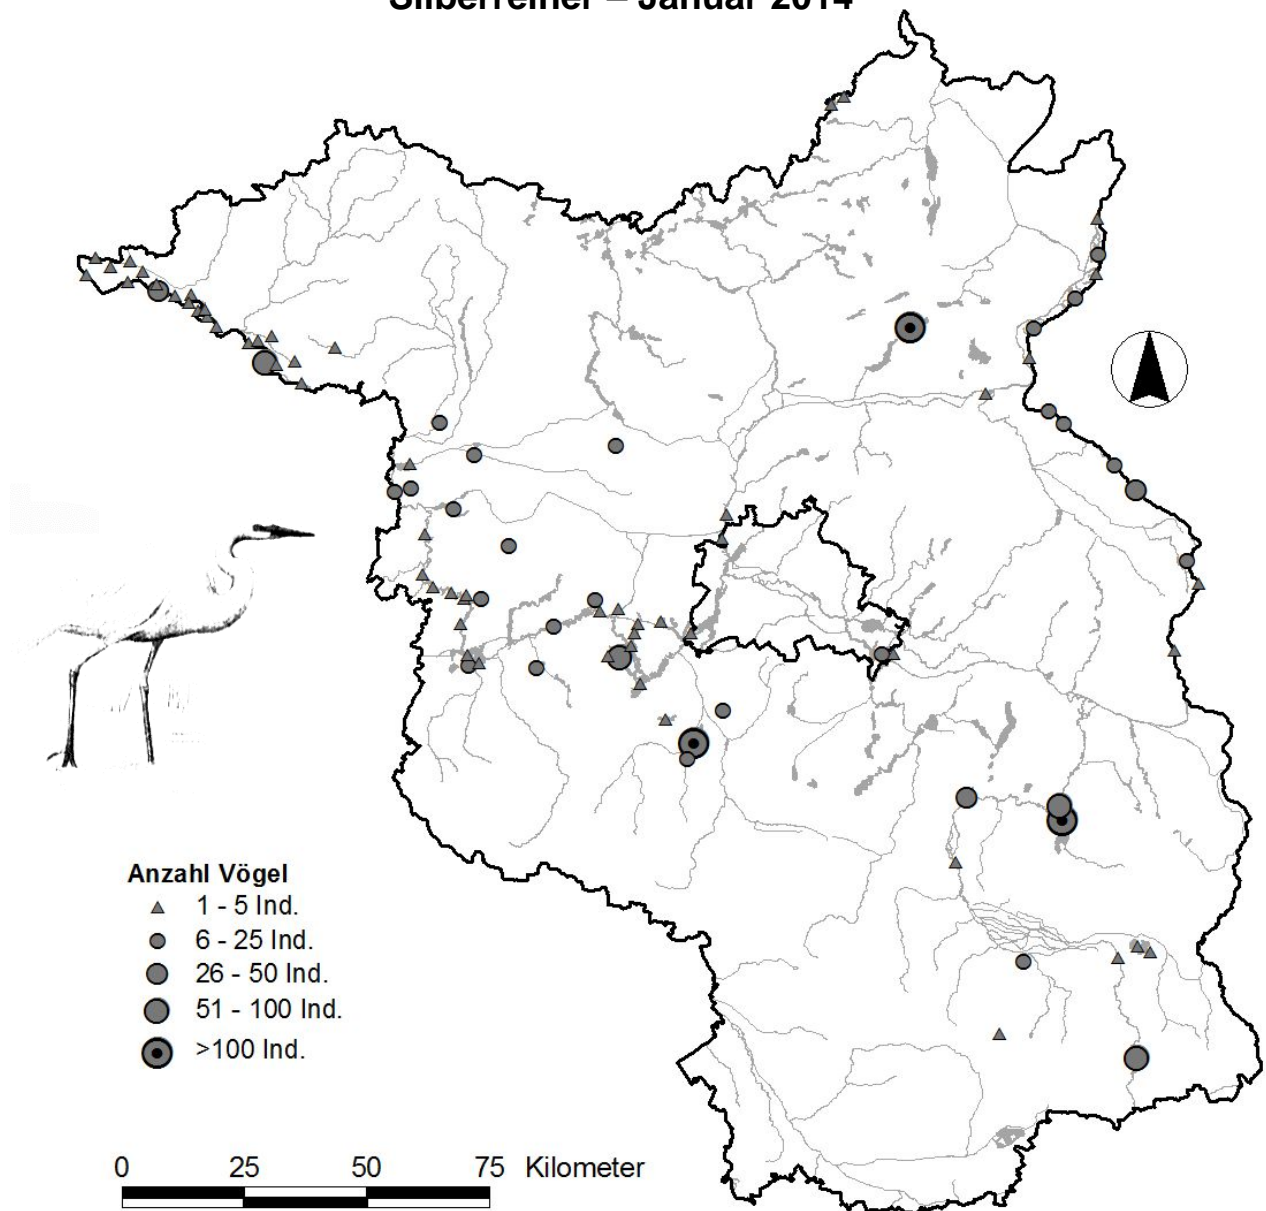 Silberreiher – Januar 2014
Anzahl Vögel
1 - 5 Ind.
6 - 25 Ind.
26 - 50 Ind.
51 - 100 Ind.
>100 Ind.
0 25 50 75 Kilometer